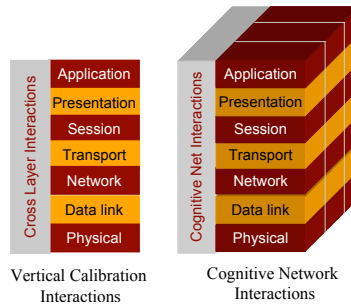 Cross Layer Interactions
Application
Presentation
Session
Transport
Network
Data link
Physical
Vertical Calibration
Interactions
Cognitive Net Interactions
Application
Presentation
Session
Transport
Network
Data link
Physical
Cognitive Network
Interactions